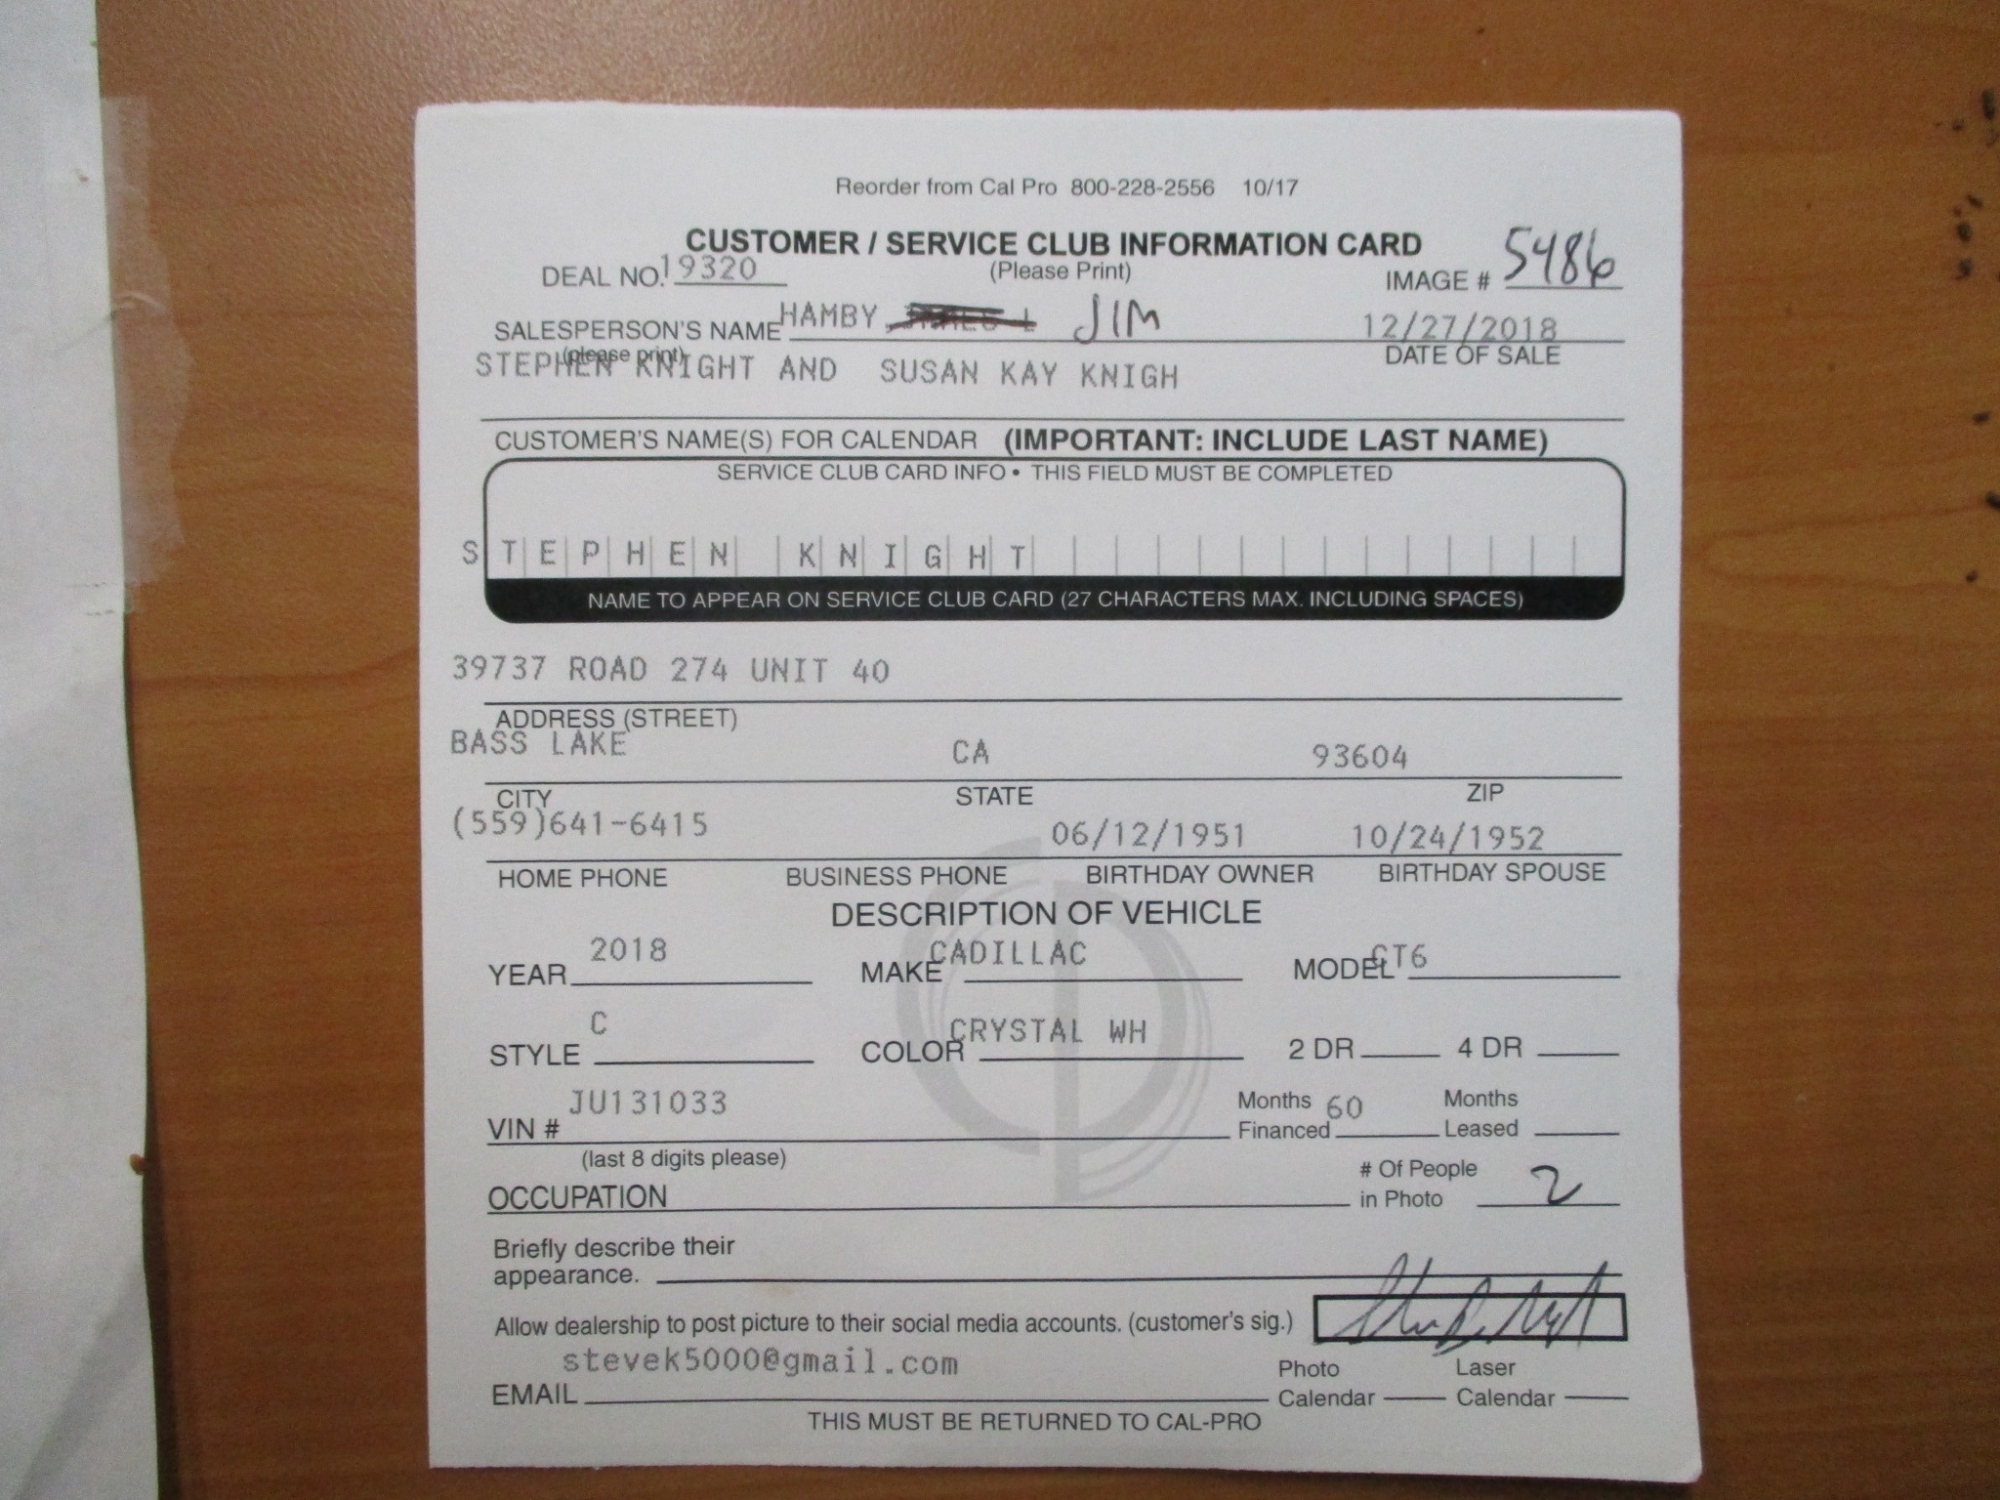 Reorder from Cal Pro 800-228-2556 10/17
CUSTOMER / SERVICE CLUB INFORMATION CARD
DEAL NO. 19320 (Please Print) IMAGE # 5486
SALESPERSON'S NAME HAMBY, JIM 12/27/2018
(please print) DATE OF SALE
STEPHEN KNIGHT AND SUSAN KAY KNIGH
CUSTOMER'S NAME(S) FOR CALENDAR (IMPORTANT: INCLUDE LAST NAME)
SERVICE CLUB CARD INFO • THIS FIELD MUST BE COMPLETED
STEPHEN KNIGHT
NAME TO APPEAR ON SERVICE CLUB CARD (27 CHARACTERS MAX. INCLUDING SPACES)
39737 ROAD 274 UNIT 40
ADDRESS (STREET)
BASS LAKE CA 93604
CITY STATE ZIP
(559)641-6415 06/12/1951 10/24/1952
HOME PHONE BUSINESS PHONE BIRTHDAY OWNER BIRTHDAY SPOUSE
DESCRIPTION OF VEHICLE
YEAR 2018 MAKE CADILLAC MODEL CT6
STYLE C COLOR CRYSTAL WH 2 DR 4 DR
VIN # JU131033 Months Financed 60 Months Leased
(last 8 digits please)
OCCUPATION # Of People in Photo 2
Briefly describe their
appearance.
Allow dealership to post picture to their social media accounts. (customer's sig.)
EMAIL stevek5000@gmail.com Photo Calendar Laser Calendar
THIS MUST BE RETURNED TO CAL-PRO